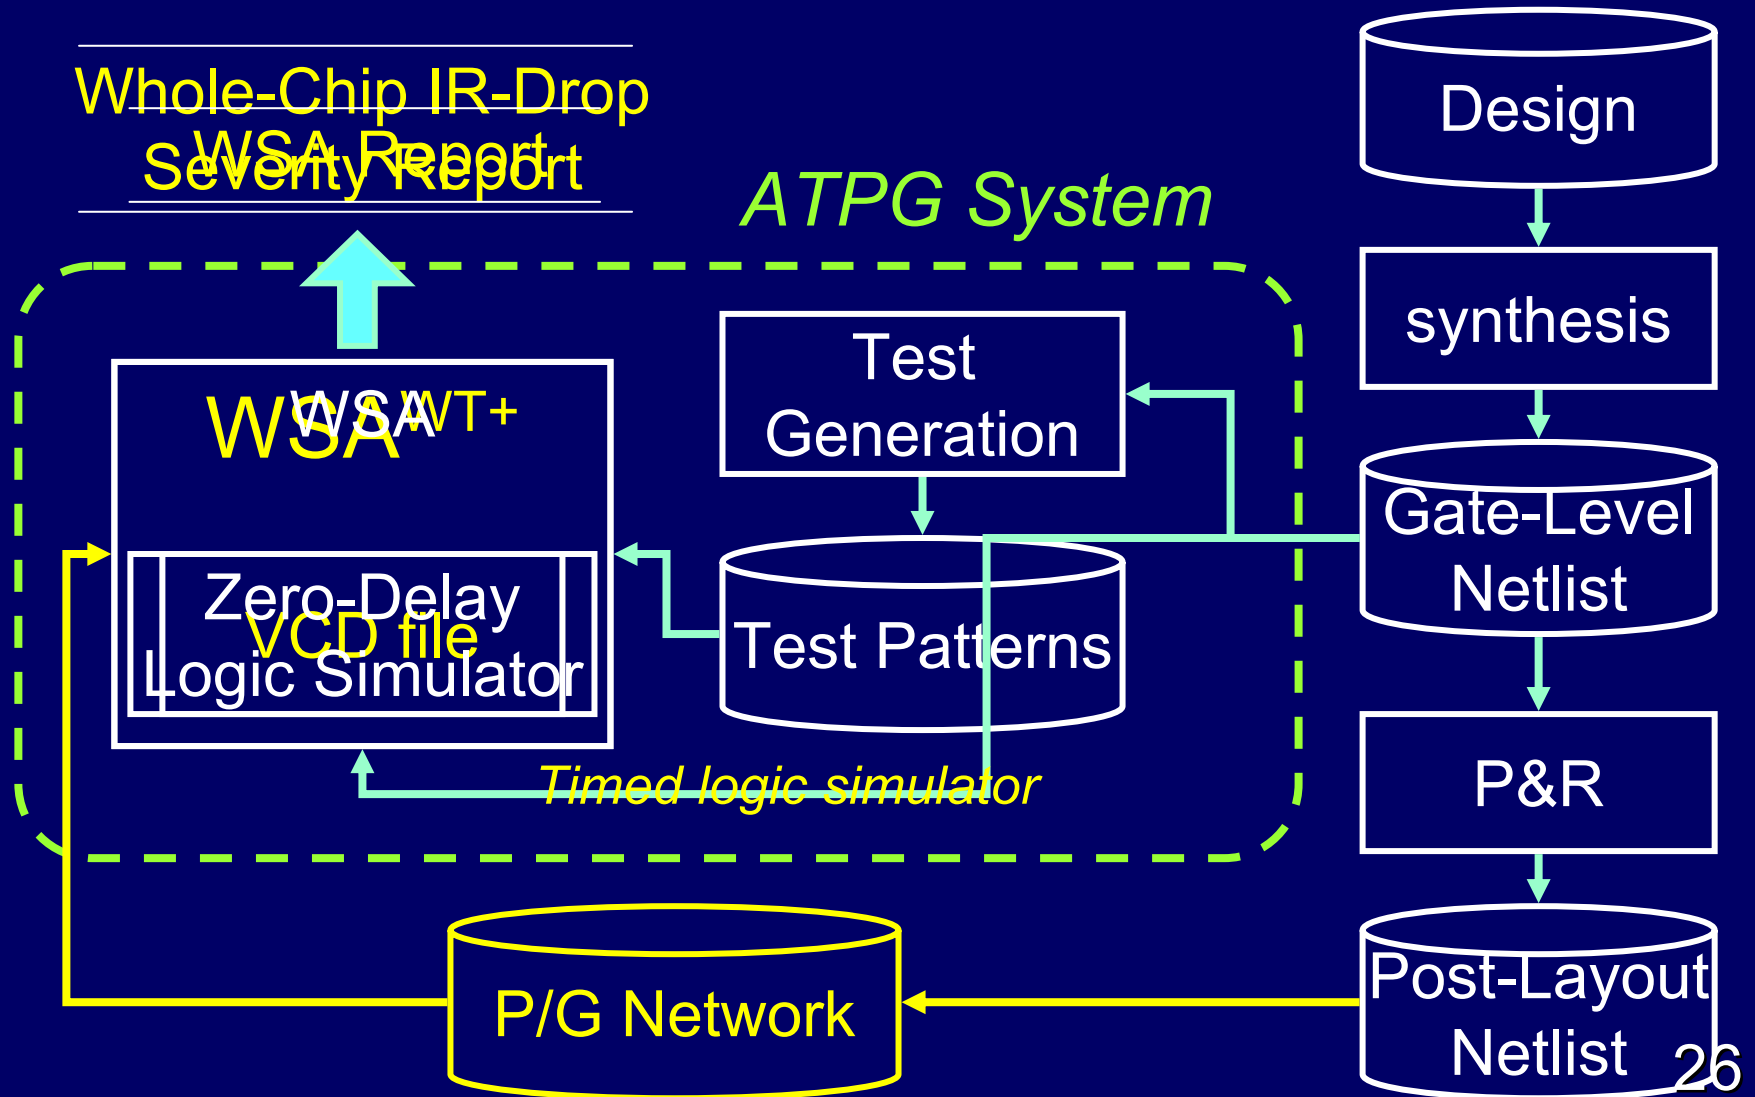 Whole-Chip IR-Drop
Severity Report
WSA Report
ATPG System
Design
synthesis
Test
Generation
WSA WT+
WSA
Gate-Level
Netlist
Zero-Delay
Logic Simulator
VCD file
Test Patterns
Timed logic simulator
P&R
P/G Network
Post-Layout
Netlist
26